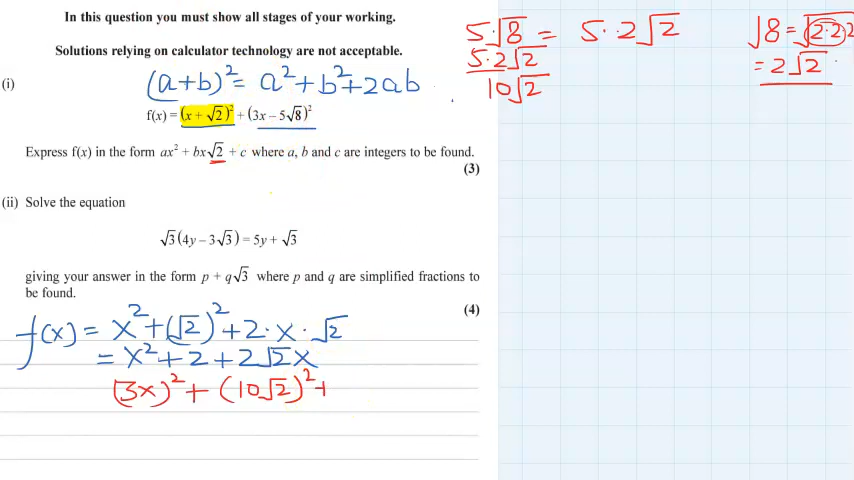 In this question you must show all stages of your working.
Solutions relying on calculator technology are not acceptable.
(i)
(a+b)² = a² + b² + 2ab
f(x) = (x + √2)² + (3x – 5√8)²
Express f(x) in the form ax² + bx√2 + c where a, b and c are integers to be found.
(3)
(ii) Solve the equation
√3(4y – 3√3) = 5y + √3
giving your answer in the form p + q√3 where p and q are simplified fractions to
be found.
(4)
f(x) = x² + (√2)² + 2·x·√2
= x² + 2 + 2√2x
(3x)² + (10√2)² +
5·√8 = 5·2√2
5·2√2
10√2
√8 = √2·2·2
= 2√2